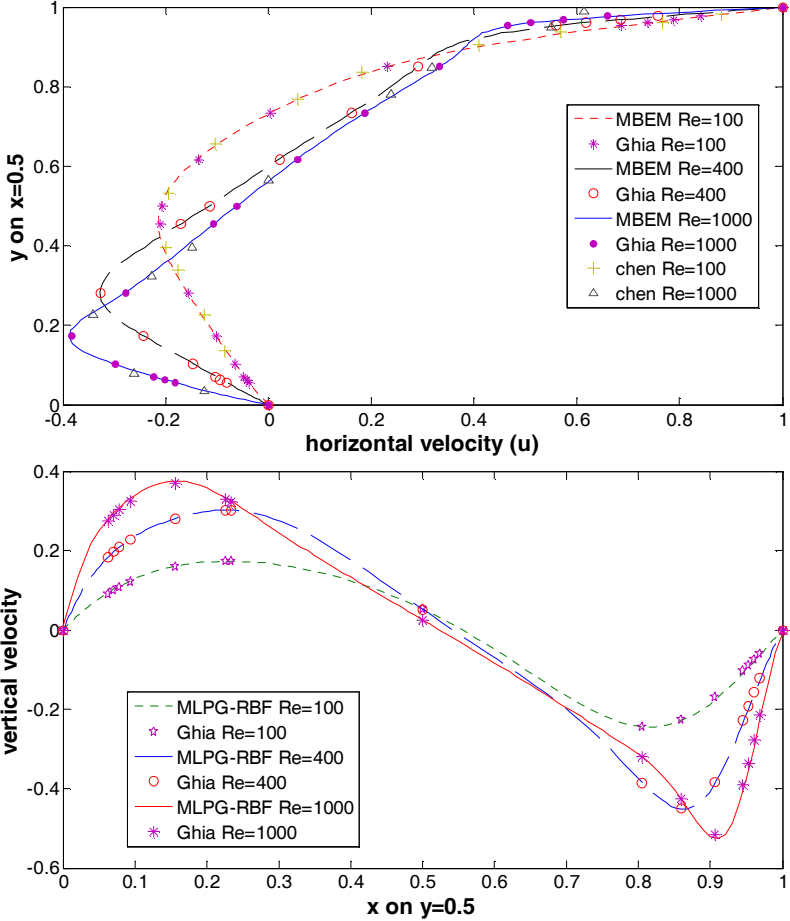 1
0.8
0.6
0.4
0.2
0
y on x=0.5
MBEM Re=100
Ghia Re=100
MBEM Re=400
Ghia Re=400
MBEM Re=1000
Ghia Re=1000
chen Re=100
chen Re=1000
-0.4 -0.2 0 0.2 0.4 0.6 0.8 1
horizontal velocity (u)
0.4
0.2
0
-0.2
-0.4
-0.6
vertical velocity
MLPG-RBF Re=100
Ghia Re=100
MLPG-RBF Re=400
Ghia Re=400
MLPG-RBF Re=1000
Ghia Re=1000
0 0.1 0.2 0.3 0.4 0.5 0.6 0.7 0.8 0.9 1
x on y=0.5